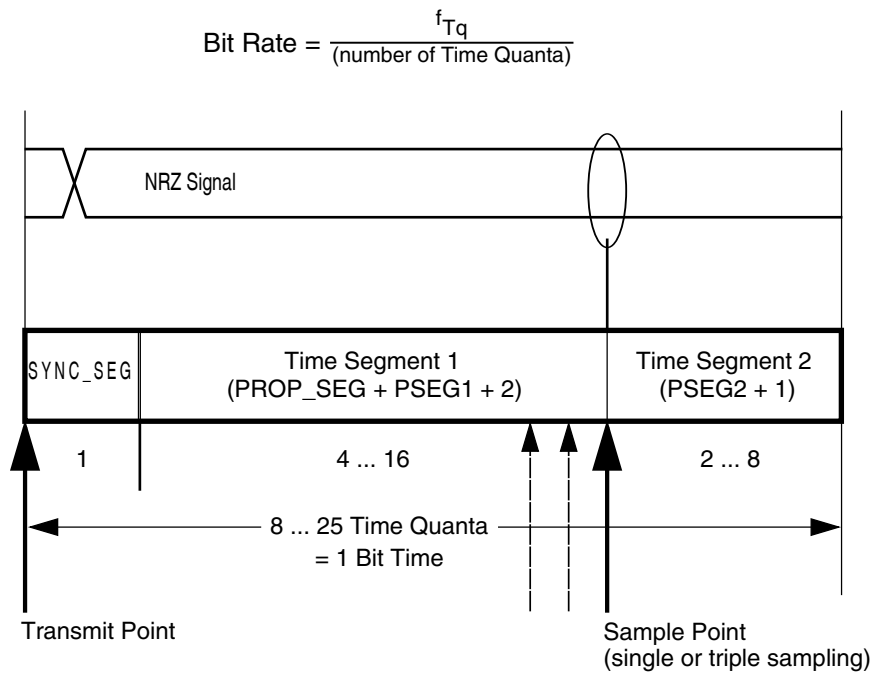 Bit Rate = fTq
(number of Time Quanta)
NRZ Signal
SYNC_SEG
Time Segment 1
(PROP_SEG + PSEG1 + 2)
Time Segment 2
(PSEG2 + 1)
1
4 ... 16
2 ... 8
8 ... 25 Time Quanta
= 1 Bit Time
Transmit Point
Sample Point
(single or triple sampling)